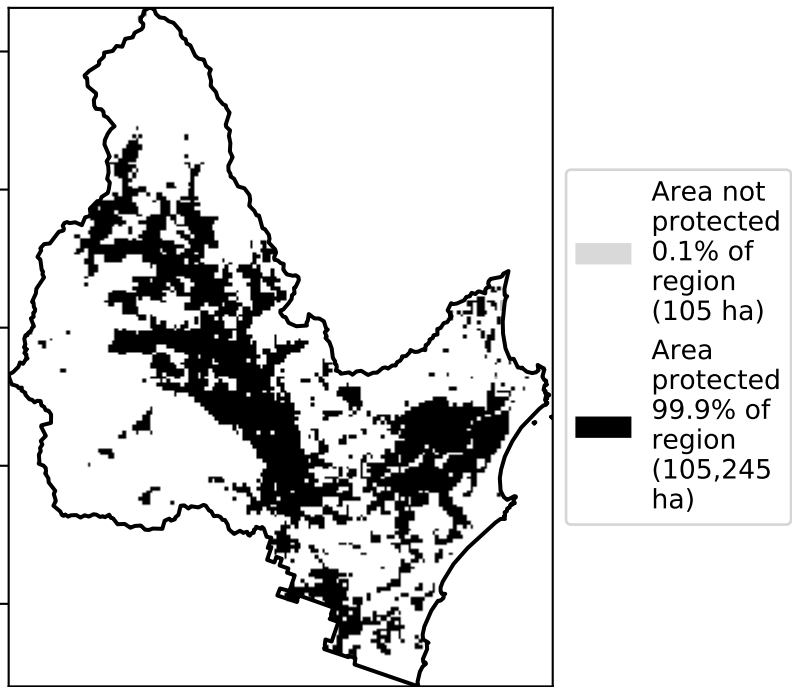 Area not
protected
0.1% of
region
(105 ha)
Area
protected
99.9% of
region
(105,245
ha)